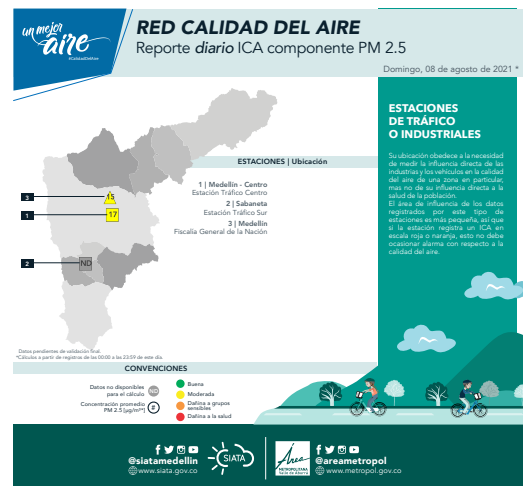 un mejor
aire
#CalidadDelAire
RED CALIDAD DEL AIRE
Reporte diario ICA componente PM 2.5
Domingo, 08 de agosto de 2021 *
ESTACIONES
DE TRÁFICO
O INDUSTRIALES
Su ubicación obedece a la necesidad
de medir la influencia directa de las
industrias y los vehículos en la calidad
del aire de una zona en particular,
mas no de su influencia directa a la
salud de la población.
El área de influencia de los datos
registrados por este tipo de
estaciones es más pequeña, así que
si la estación registra un ICA en
escala roja o naranja, esto no debe
ocasionar alarma con respecto a la
calidad del aire.
ESTACIONES | Ubicación
1 | Medellín - Centro
Estación Tráfico Centro
2 | Sabaneta
Estación Tráfico Sur
3 | Medellín
Fiscalía General de la Nación
3
15
1
17
2
ND
Datos pendientes de validación final.
*Cálculos a partir de registros de las 00:00 a las 23:59 de este día.
CONVENCIONES
Datos no disponibles
para el cálculo
ND
Concentración promedio
PM 2.5 [µg/m³]
#
Buena
Moderada
Dañina a grupos
sensibles
Dañina a la salud
@siatamedellin
www.siata.gov.co
SIATA
Área
METROPOLITANA
Valle de Aburrá
@areametropol
www.metropol.gov.co